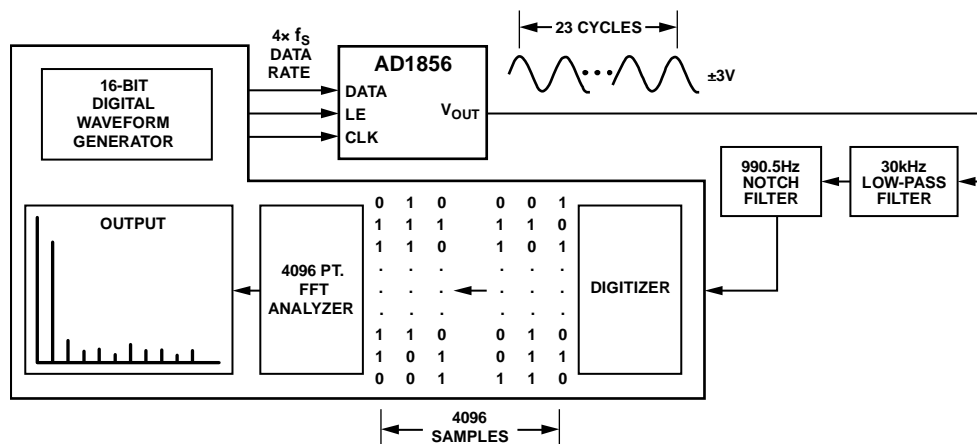 23 CYCLES
4× fS
DATA
RATE
AD1856
DATA
LE
CLK
VOUT
±3V
16-BIT
DIGITAL
WAVEFORM
GENERATOR
990.5Hz
NOTCH
FILTER
30kHz
LOW-PASS
FILTER
OUTPUT
4096 PT.
FFT
ANALYZER
0 1 0 0 0 1
1 1 1 1 1 0
1 1 0 1 0 1
. . . . . .
. . . . . .
. . . . . .
1 1 0 0 1 0
1 0 1 0 1 1
0 0 1 1 1 0
DIGITIZER
4096
SAMPLES